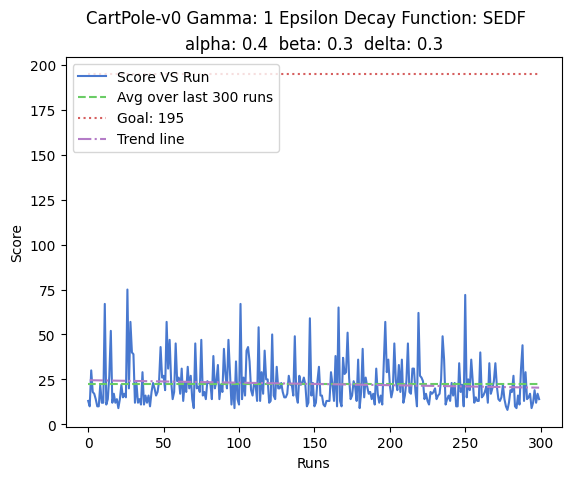 CartPole-v0 Gamma: 1 Epsilon Decay Function: SEDF
alpha: 0.4  beta: 0.3  delta: 0.3
Score VS Run
Avg over last 300 runs
Goal: 195
Trend line
200
175
150
125
100
75
50
25
0
Score
0 50 100 150 200 250 300
Runs